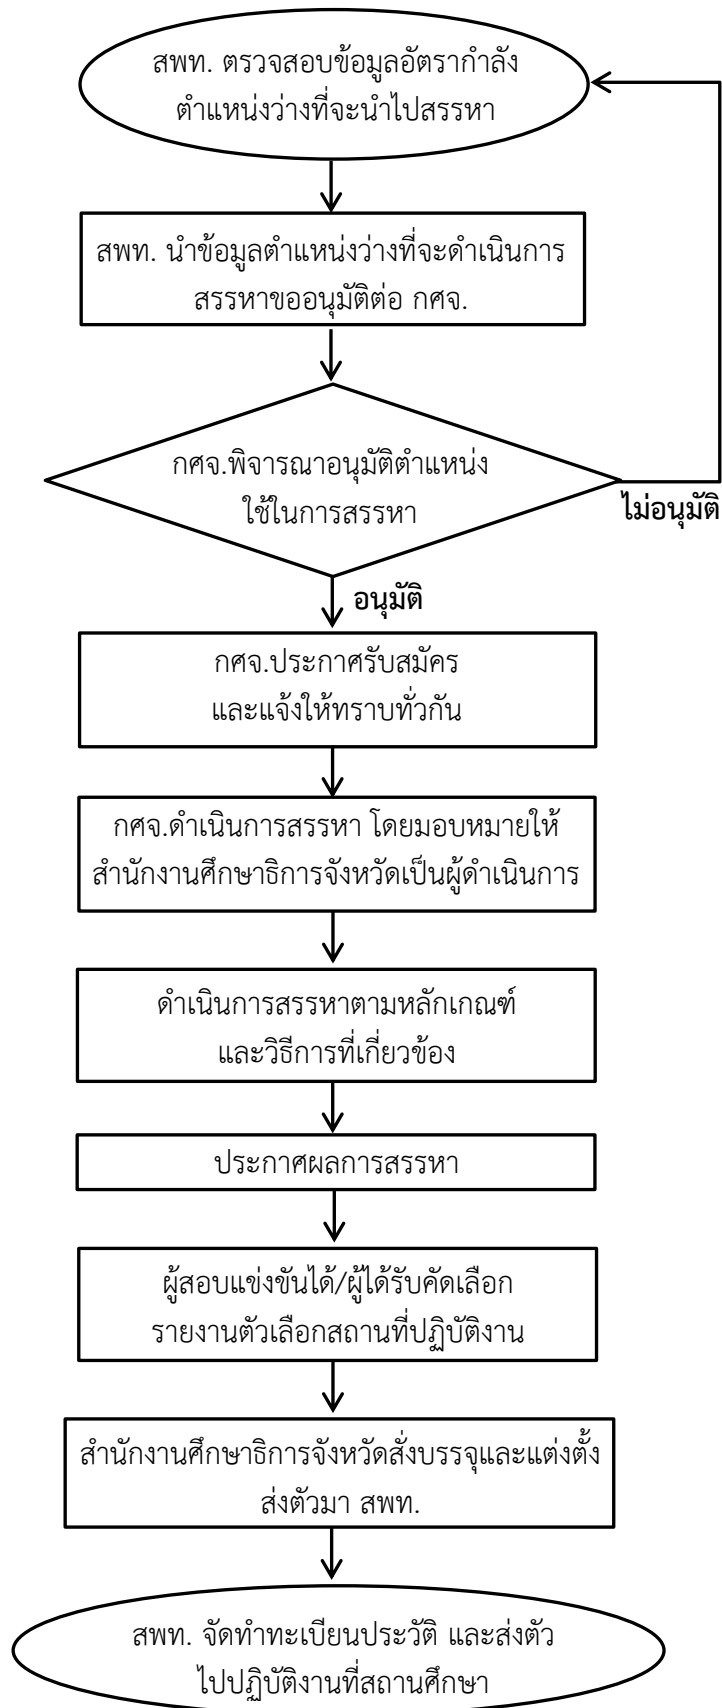 สพท. ตรวจสอบข้อมูลอัตรากำลัง
ตำแหน่งว่างที่จะนำไปสรรหา
สพท. นำข้อมูลตำแหน่งว่างที่จะดำเนินการ
สรรหาขออนุมัติต่อ กศจ.
กศจ.พิจารณาอนุมัติตำแหน่ง
ใช้ในการสรรหา
ไม่อนุมัติ
อนุมัติ
กศจ.ประกาศรับสมัคร
และแจ้งให้ทราบทั่วกัน
กศจ.ดำเนินการสรรหา โดยมอบหมายให้
สำนักงานศึกษาธิการจังหวัดเป็นผู้ดำเนินการ
ดำเนินการสรรหาตามหลักเกณฑ์
และวิธีการที่เกี่ยวข้อง
ประกาศผลการสรรหา
ผู้สอบแข่งขันได้/ผู้ได้รับคัดเลือก
รายงานตัวเลือกสถานที่ปฏิบัติงาน
สำนักงานศึกษาธิการจังหวัดสั่งบรรจุและแต่งตั้ง
ส่งตัวมา สพท.
สพท. จัดทำทะเบียนประวัติ และส่งตัว
ไปปฏิบัติงานที่สถานศึกษา